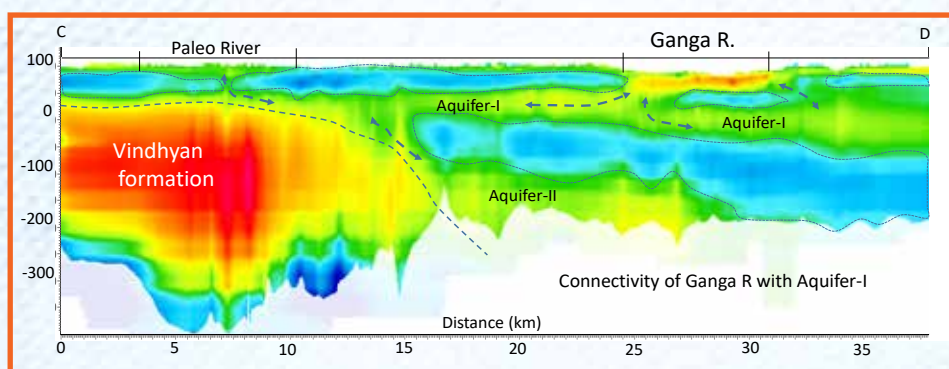 C
D
Paleo River
Ganga R.
100
0
-100
-200
-300
Aquifer-I
Aquifer-I
Vindhyan
formation
Aquifer-II
Connectivity of Ganga R with Aquifer-I
Distance (km)
0 5 10 15 20 25 30 35